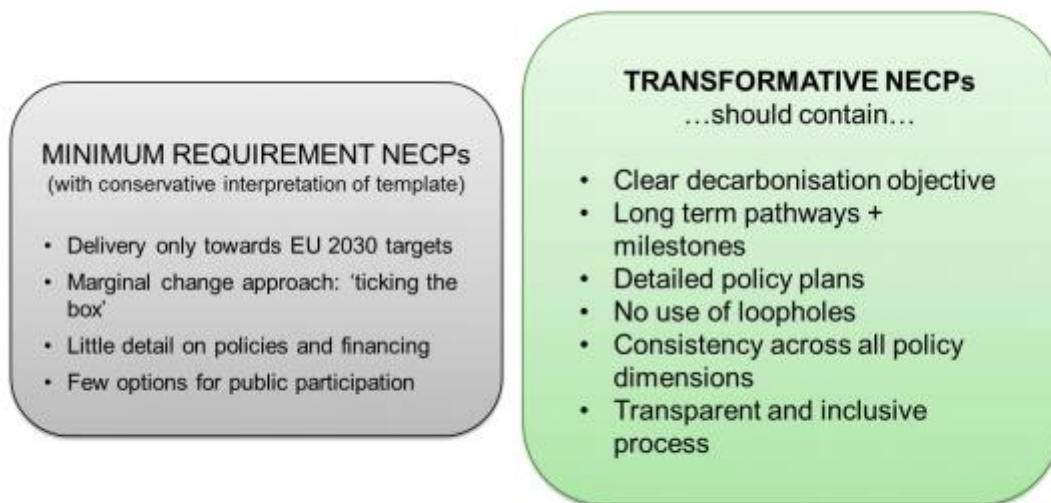 MINIMUM REQUIREMENT NECPs
(with conservative interpretation of template)
• Delivery only towards EU 2030 targets
• Marginal change approach: ‘ticking the
box’
• Little detail on policies and financing
• Few options for public participation
TRANSFORMATIVE NECPs
…should contain…
• Clear decarbonisation objective
• Long term pathways +
milestones
• Detailed policy plans
• No use of loopholes
• Consistency across all policy
dimensions
• Transparent and inclusive
process